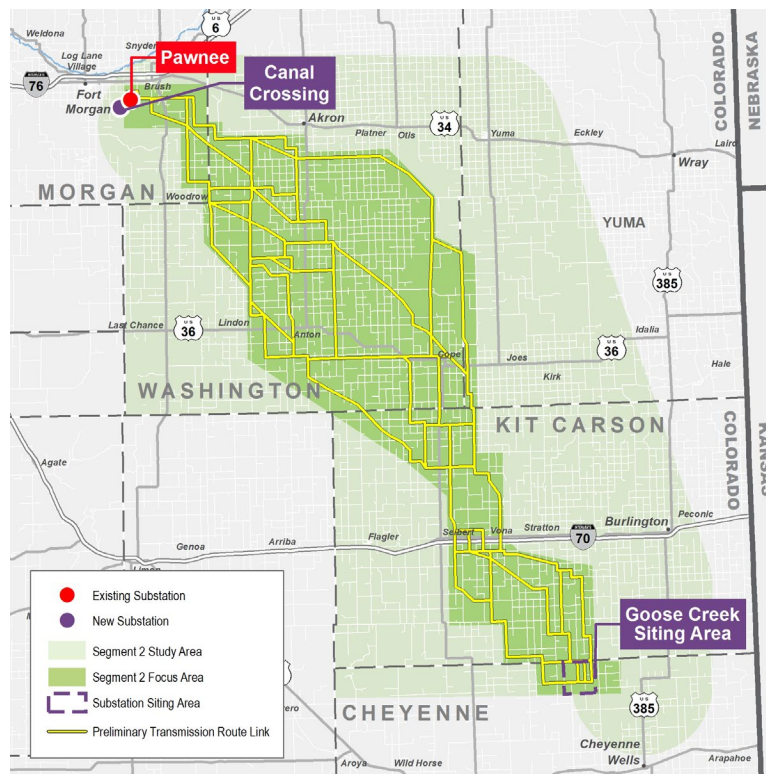 Weldona
Snyder
U S
6
Pawnee
Log Lane
Village
INTERSTATE
76
Fort
Morgan
Brush
Canal
Crossing
Akron
Platner
Otis
U S
34
Yuma
Eckley
Laird
Wray
COLORADO
NEBRASKA
MORGAN
Woodrow
YUMA
U S
385
Last Chance
U S
36
Lindon
Anton
Cope
Joes
Kirk
U S
36
Idalia
Hale
WASHINGTON
KIT CARSON
COLORADO
KANSAS
Agate
Genoa
Arriba
Flagler
Seibert
Vona
Stratton
INTERSTATE
70
Burlington
Peconic
Limon
Existing Substation
New Substation
Segment 2 Study Area
Segment 2 Focus Area
Substation Siting Area
Preliminary Transmission Route Link
Goose Creek
Siting Area
CHEYENNE
U S
385
Cheyenne
Wells
Arapahoe
Aroya
Wild Horse